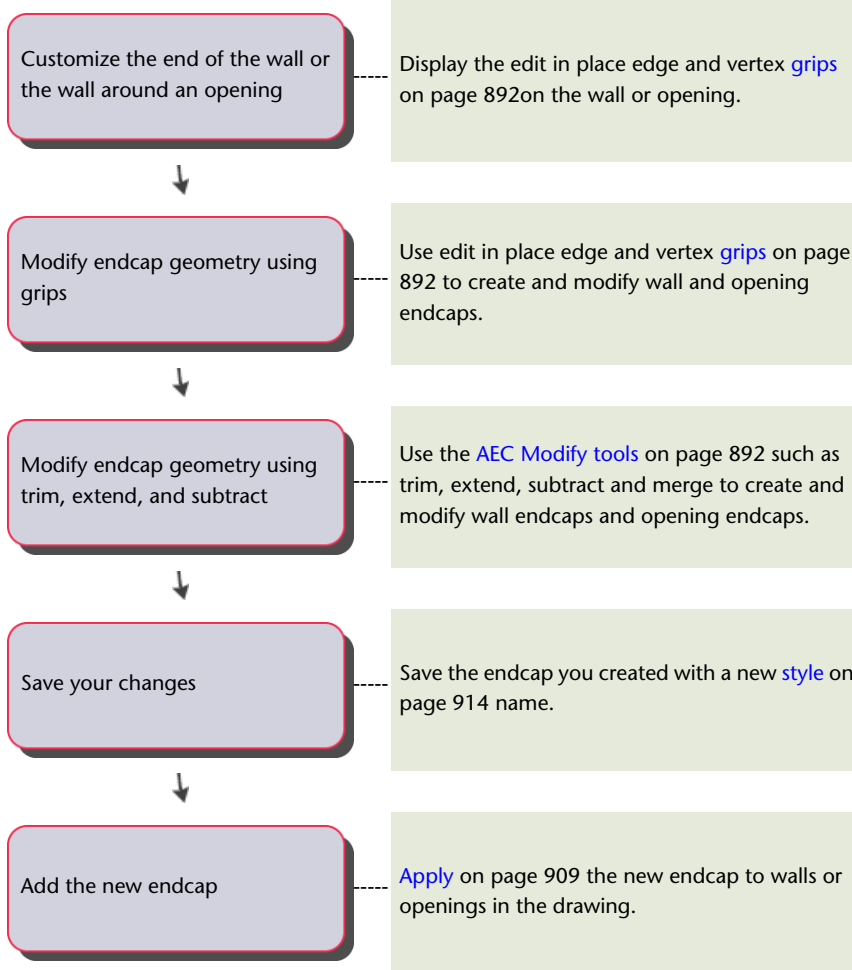 Customize the end of the wall or
the wall around an opening
Display the edit in place edge and vertex grips
on page 892on the wall or opening.
Modify endcap geometry using
grips
Use edit in place edge and vertex grips on page
892 to create and modify wall and opening
endcaps.
Modify endcap geometry using
trim, extend, and subtract
Use the AEC Modify tools on page 892 such as
trim, extend, subtract and merge to create and
modify wall endcaps and opening endcaps.
Save your changes
Save the endcap you created with a new style on
page 914 name.
Add the new endcap
Apply on page 909 the new endcap to walls or
openings in the drawing.